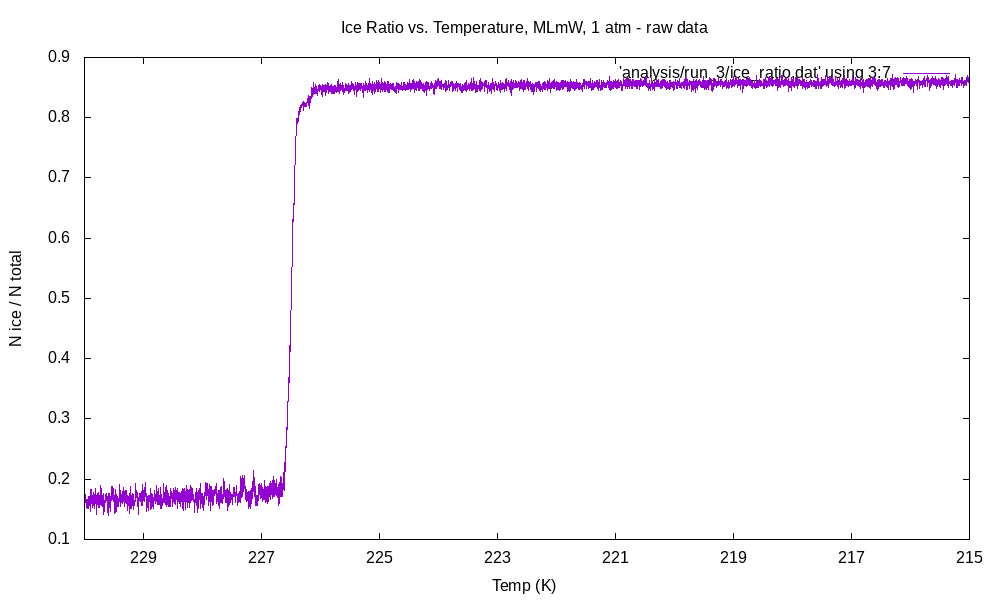 Ice Ratio vs. Temperature, MLmW, 1 atm - raw data
'analysis/run_3/ice_ratio.dat' using 3:7
0.9
0.8
0.7
0.6
0.5
0.4
0.3
0.2
0.1
N ice / N total
229 227 225 223 221 219 217 215
Temp (K)